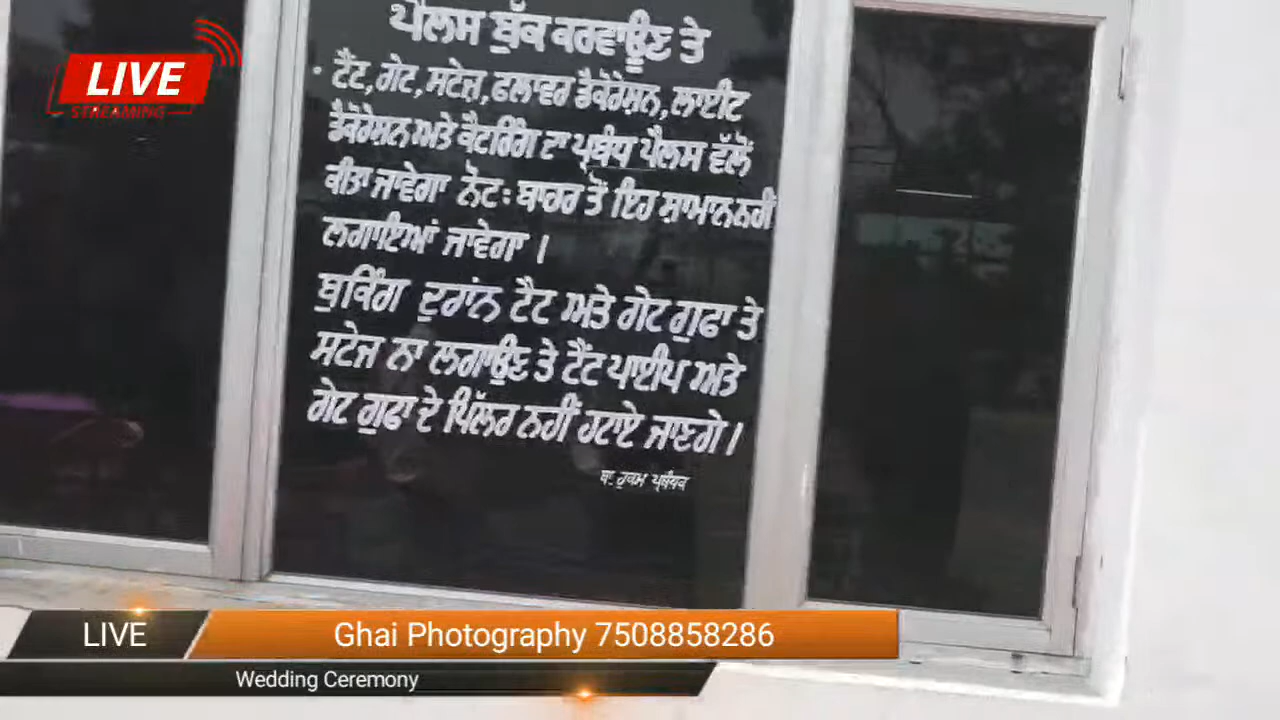 LIVE
STREAMING
ਪੈਲਸ ਬੁੱਕ ਕਰਵਾਉਣ ਤੇ
ਟੈਂਟ, ਗੇਟ, ਸਟੇਜ਼, ਫਲਾਵਰ ਡੈਕੋਰੇਸ਼ਨ, ਲਾਈਟ
ਡੈਕੋਰੇਸ਼ਨ ਅਤੇ ਕੈਟਰਿੰਗ ਦਾ ਪ੍ਰਬੰਧ ਪੈਲਸ ਵੱਲੋਂ
ਕੀਤਾ ਜਾਵੇਗਾ ਨੋਟ: ਬਾਹਰ ਤੋਂ ਇਹ ਸ਼ਾਮਾਨ ਨਹੀ
ਲਗਾਇਆਂ ਜਾਵੇਗਾ ।
ਬੁਕਿੰਗ ਦੁਰਾਂਨ ਟੈਂਟ ਅਤੇ ਗੇਟ ਗੁਫਾ ਤੇ
ਸਟੇਜ ਨਾ ਲਗਾਉਣ ਤੇ ਟੈਂਟ ਪਾਈਪ ਅਤੇ
ਗੇਟ ਗੁਫਾ ਦੇ ਪਿੱਲਰ ਨਹੀਂ ਹਟਾਏ ਜਾਣਗੇ ।
ਬਾ. ਹੁਕਮ ਪ੍ਰਬੰਧਕ
LIVE
Ghai Photography 7508858286
Wedding Ceremony